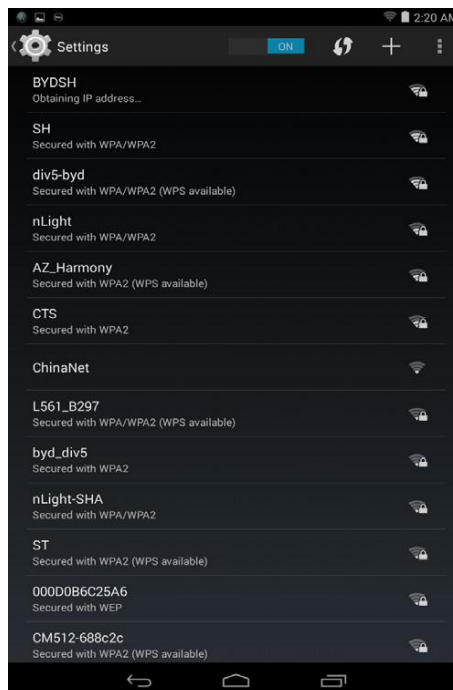 2:20 AM
Settings
ON
BYDSH
Obtaining IP address...
SH
Secured with WPA/WPA2
div5-byd
Secured with WPA/WPA2 (WPS available)
nLight
Secured with WPA/WPA2
AZ_Harmony
Secured with WPA2 (WPS available)
CTS
Secured with WPA2
ChinaNet
L561_B297
Secured with WPA/WPA2 (WPS available)
byd_div5
Secured with WPA2
nLight-SHA
Secured with WPA/WPA2
ST
Secured with WPA2 (WPS available)
000D0B6C25A6
Secured with WEP
CM512-688c2c
Secured with WPA2 (WPS available)